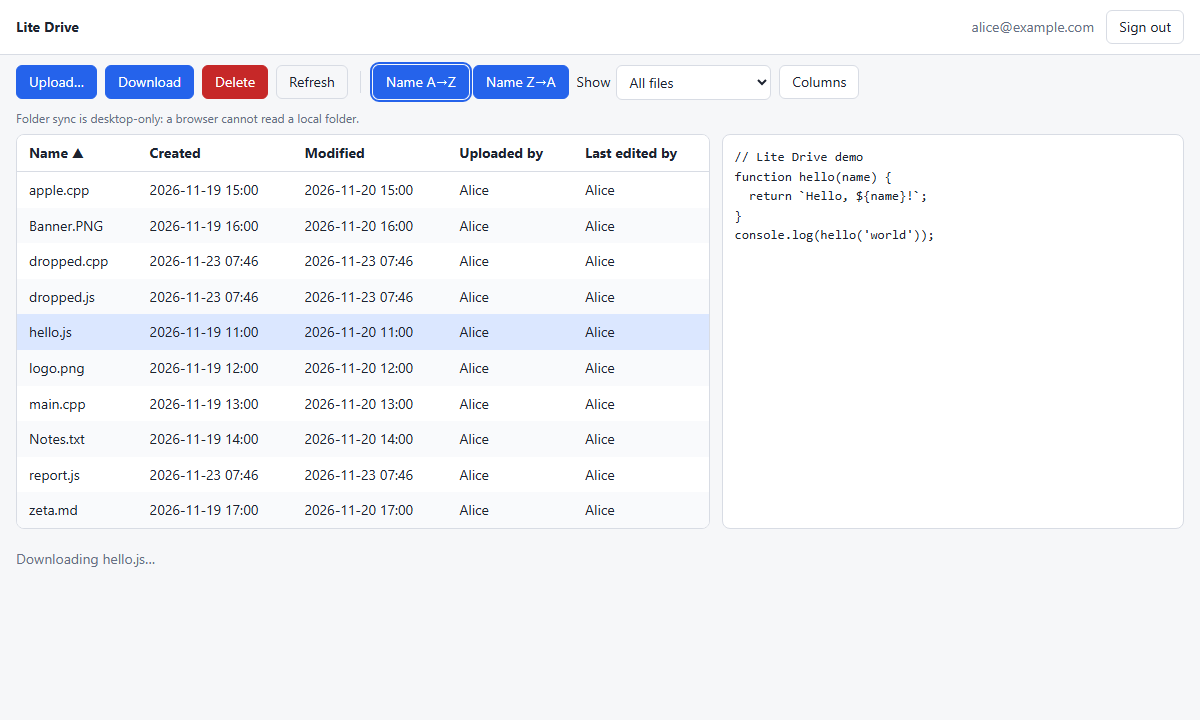 Lite Drive alice@example.com Sign out
Upload... Download Delete Refresh Name A→Z Name Z→A Show All files Columns
Folder sync is desktop-only: a browser cannot read a local folder.
Name ▲ Created Modified Uploaded by Last edited by
apple.cpp 2026-11-19 15:00 2026-11-20 15:00 Alice Alice
Banner.PNG 2026-11-19 16:00 2026-11-20 16:00 Alice Alice
dropped.cpp 2026-11-23 07:46 2026-11-23 07:46 Alice Alice
dropped.js 2026-11-23 07:46 2026-11-23 07:46 Alice Alice
hello.js 2026-11-19 11:00 2026-11-20 11:00 Alice Alice
logo.png 2026-11-19 12:00 2026-11-20 12:00 Alice Alice
main.cpp 2026-11-19 13:00 2026-11-20 13:00 Alice Alice
Notes.txt 2026-11-19 14:00 2026-11-20 14:00 Alice Alice
report.js 2026-11-23 07:46 2026-11-23 07:46 Alice Alice
zeta.md 2026-11-19 17:00 2026-11-20 17:00 Alice Alice
// Lite Drive demo
function hello(name) {
  return `Hello, ${name}!`;
}
console.log(hello('world'));
Downloading hello.js...